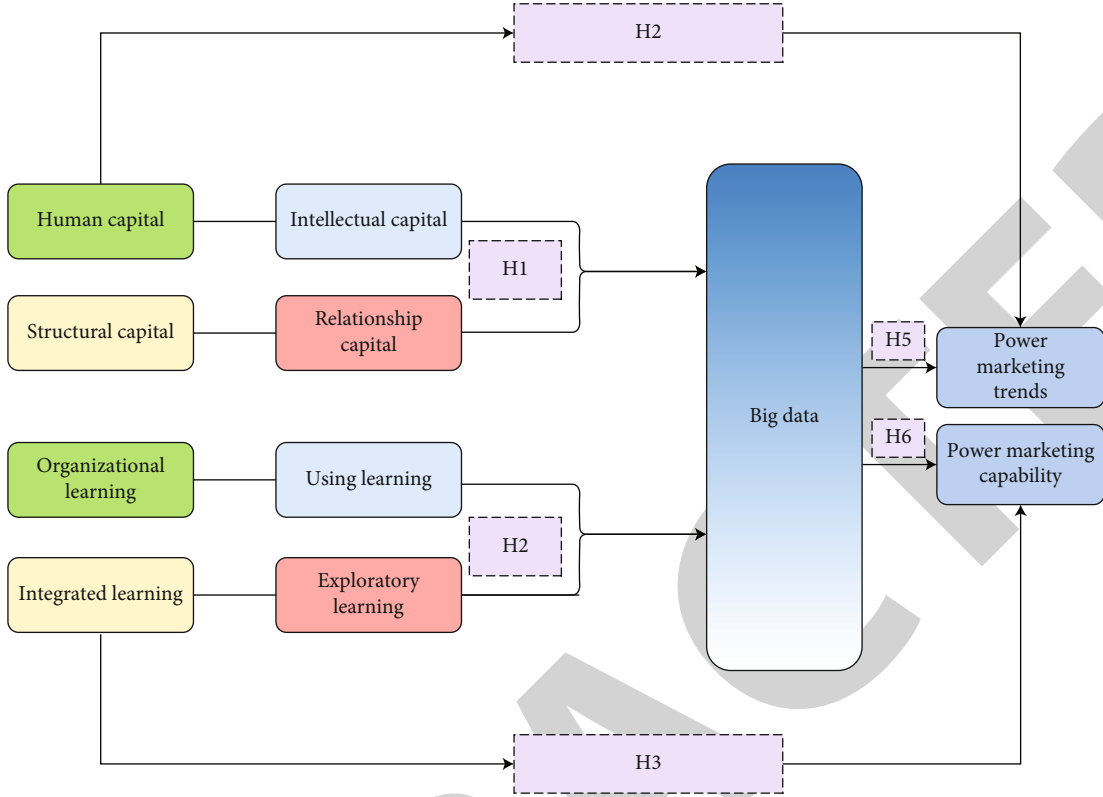 H2
Human capital
Intellectual capital
H1
Structural capital
Relationship
capital
H5
Power
marketing
trends
Big data
H6
Power marketing
capability
Organizational
learning
Using learning
H2
Integrated learning
Exploratory
learning
H3